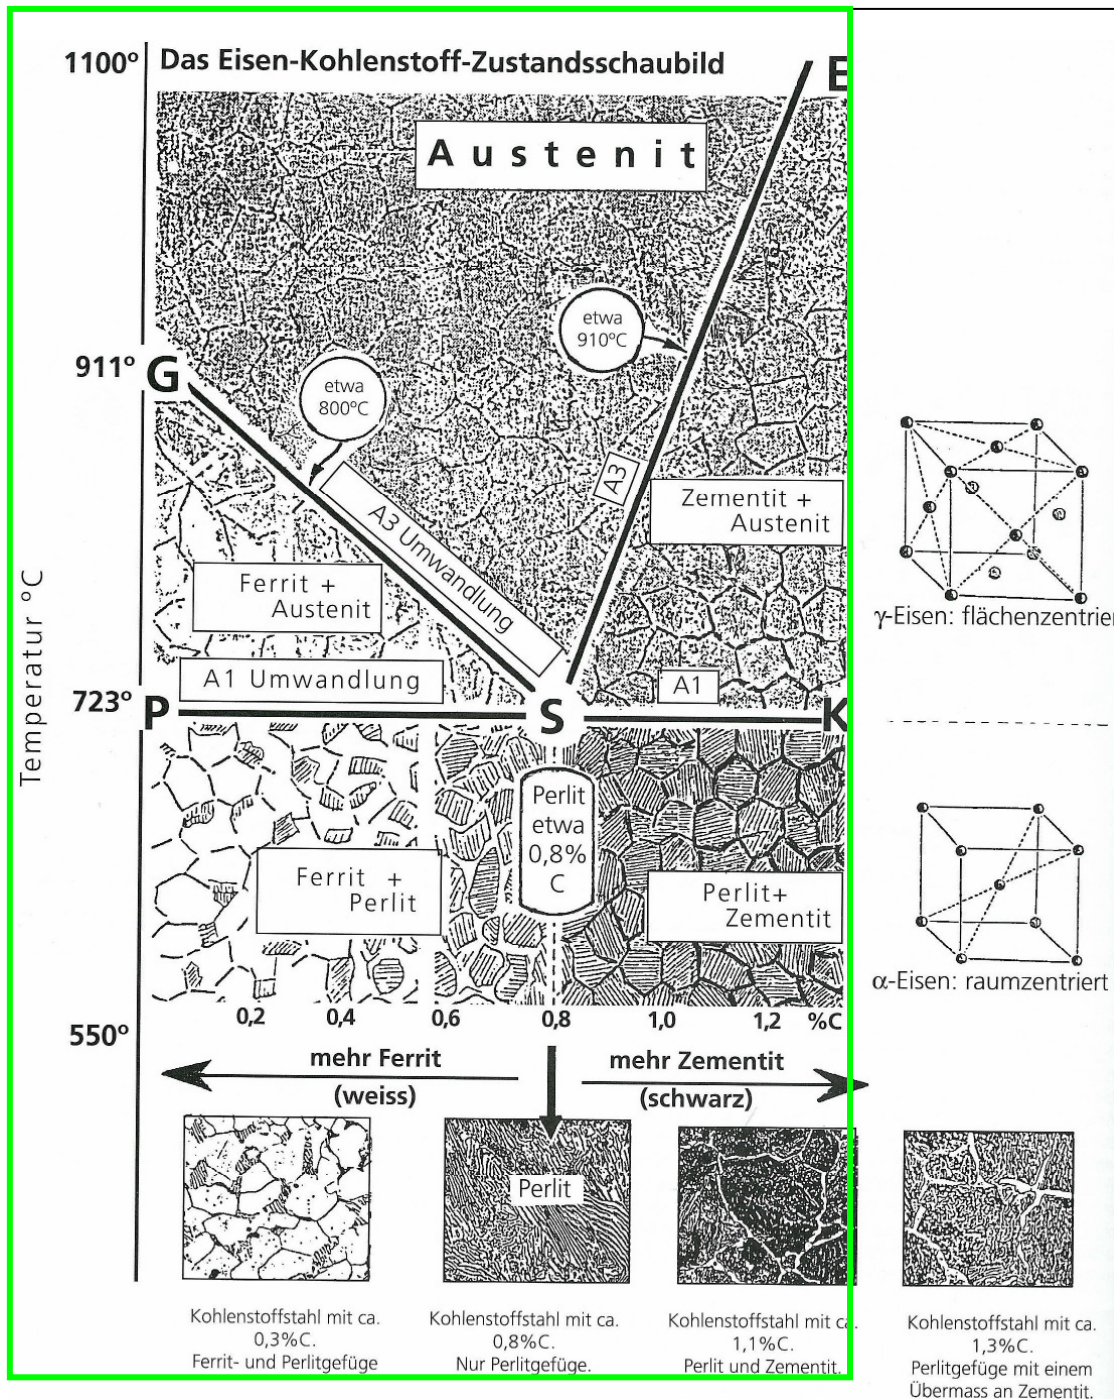 1100° Das Eisen-Kohlenstoff-Zustandsschaubild
E
Austenit
etwa
910°C
911° G
etwa
800°C
A3
A3 Umwandlung
Zementit +
Austenit
Ferrit +
Austenit
A1 Umwandlung
A1
723° P S K
Temperatur °C
γ-Eisen: flächenzentrier
Perlit
etwa
0,8%
C
Ferrit +
Perlit
Perlit+
Zementit
α-Eisen: raumzentriert
0,2 0,4 0,6 0,8 1,0 1,2 %C
550°
mehr Ferrit
(weiss)
mehr Zementit
(schwarz)
Perlit
Kohlenstoffstahl mit ca.
0,3%C.
Ferrit- und Perlitgefüge
Kohlenstoffstahl mit ca.
0,8%C.
Nur Perlitgefüge.
Kohlenstoffstahl mit ca.
1,1%C.
Perlit und Zementit.
Kohlenstoffstahl mit ca.
1,3%C.
Perlitgefüge mit einem
Übermass an Zementit.